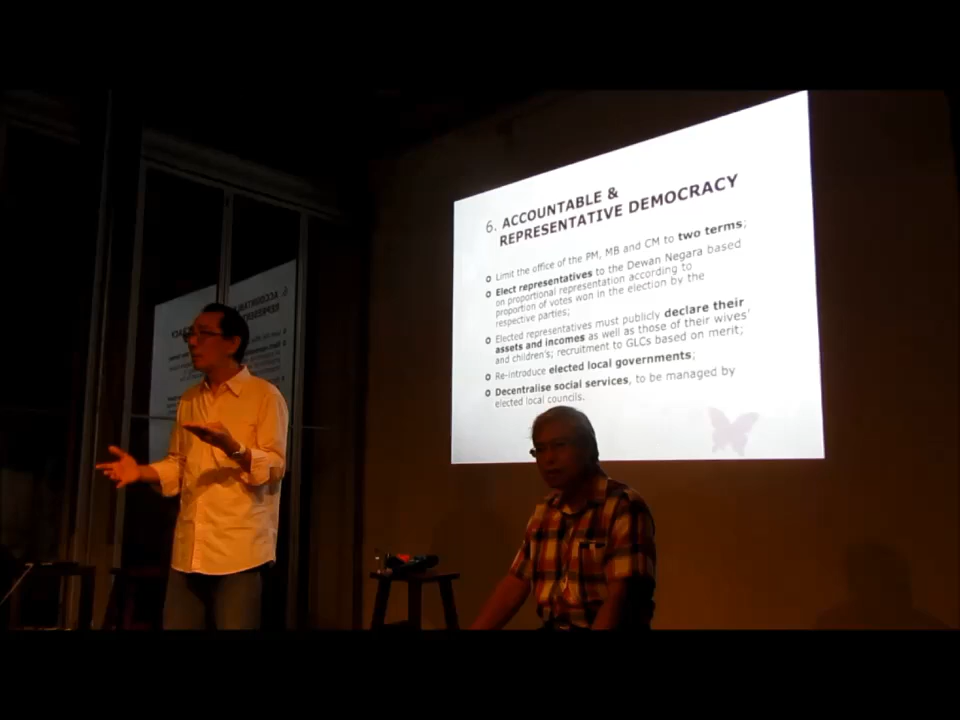 6. ACCOUNTABLE &
REPRESENTATIVE DEMOCRACY
Limit the office of the PM, MB and CM to two terms;
Elect representatives to the Dewan Negara based
on proportional representation according to
proportion of votes won in the election by the
respective parties;
Elected representatives must publicly declare their
assets and incomes as well as those of their wives'
and children's; recruitment to GLCs based on merit;
Re-introduce elected local governments;
Decentralise social services, to be managed by
elected local councils.
6
ACCOUNTABLE
REPRESENT